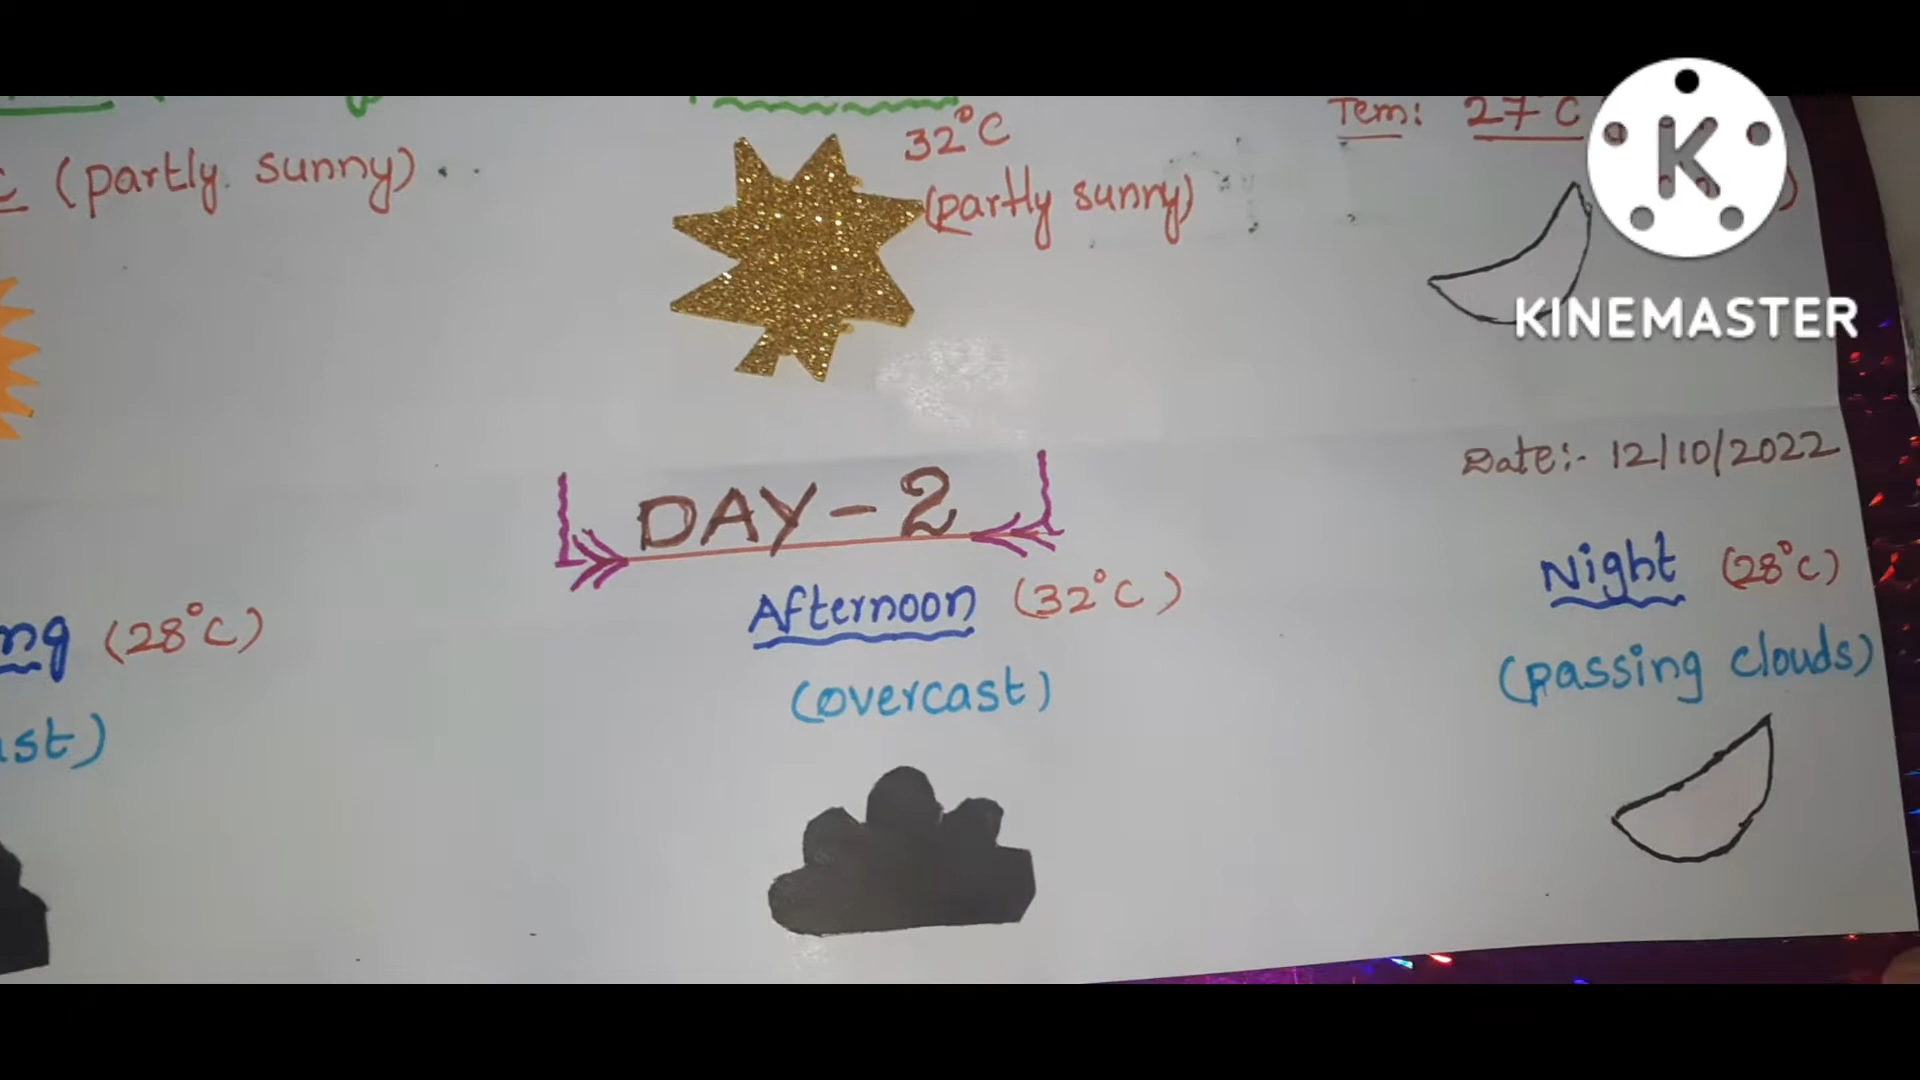 Tem: 27°C
32°C
(partly sunny)
(partly sunny)
K
KINEMASTER
Date:- 12/10/2022
DAY-2
(28°C)
Afternoon (32°C)
Night (28°C)
(overcast)
(passing clouds)